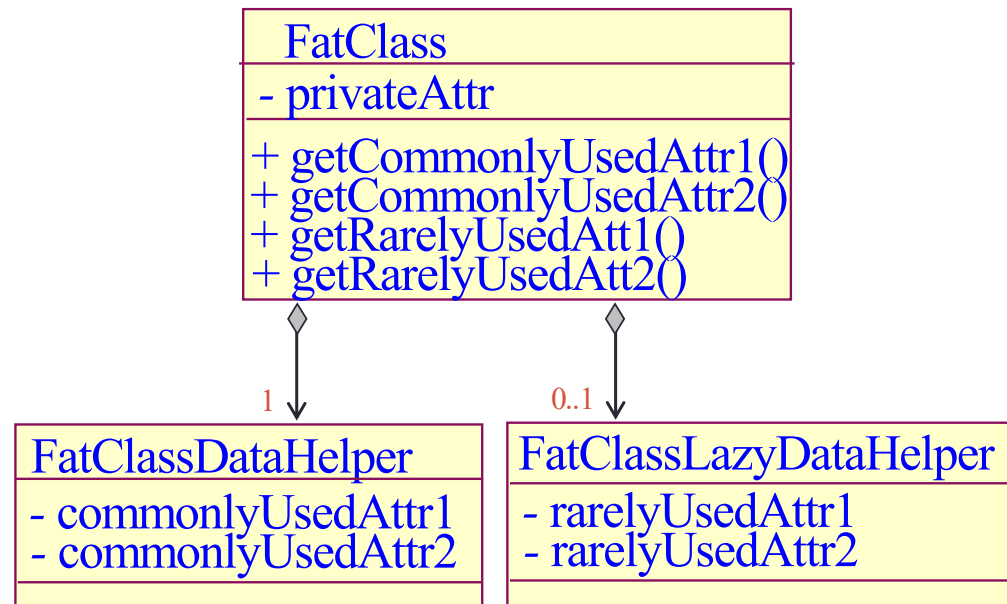 FatClass
- privateAttr
+ getCommonlyUsedAttr1()
+ getCommonlyUsedAttr2()
+ getRarelyUsedAtt1()
+ getRarelyUsedAtt2()
1
0..1
FatClassDataHelper
- commonlyUsedAttr1
- commonlyUsedAttr2
FatClassLazyDataHelper
- rarelyUsedAttr1
- rarelyUsedAttr2